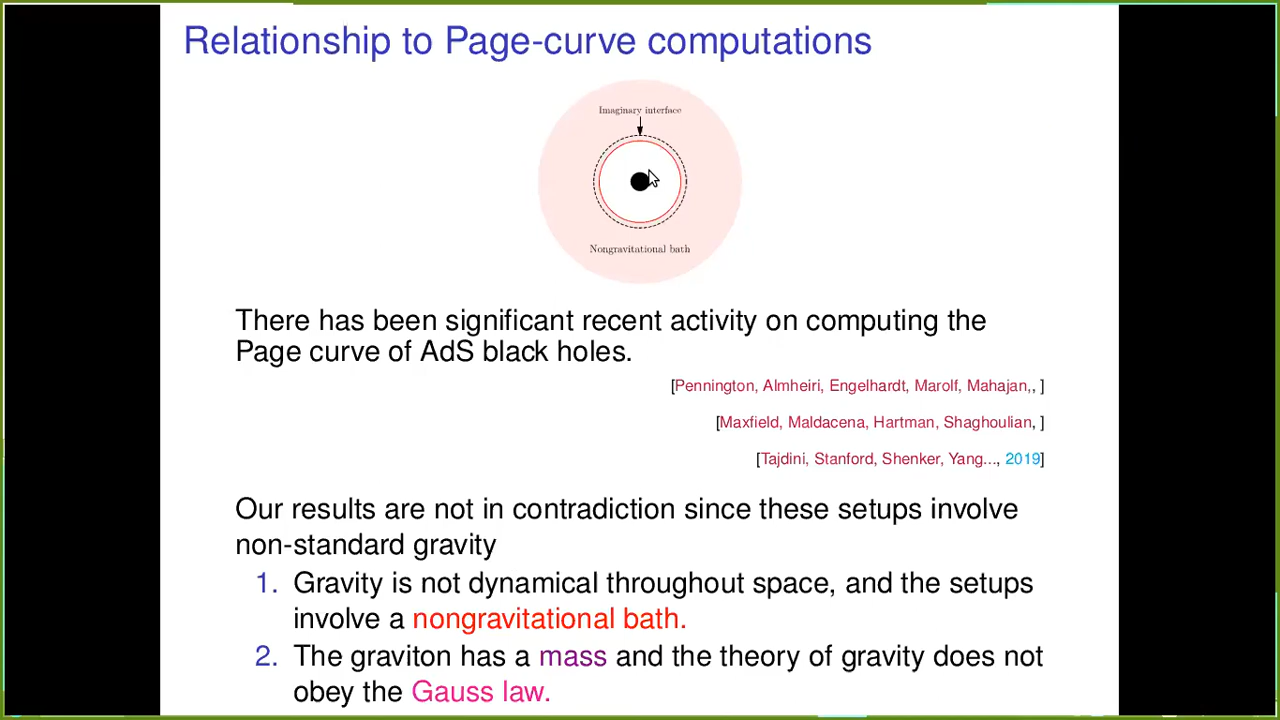 Relationship to Page-curve computations
Imaginary interface
Nongravitational bath
There has been significant recent activity on computing the
Page curve of AdS black holes.
[Pennington, Almheiri, Engelhardt, Marolf, Mahajan,, ]
[Maxfield, Maldacena, Hartman, Shaghoulian, ]
[Tajdini, Stanford, Shenker, Yang..., 2019]
Our results are not in contradiction since these setups involve
non-standard gravity
1. Gravity is not dynamical throughout space, and the setups
involve a nongravitational bath.
2. The graviton has a mass and the theory of gravity does not
obey the Gauss law.